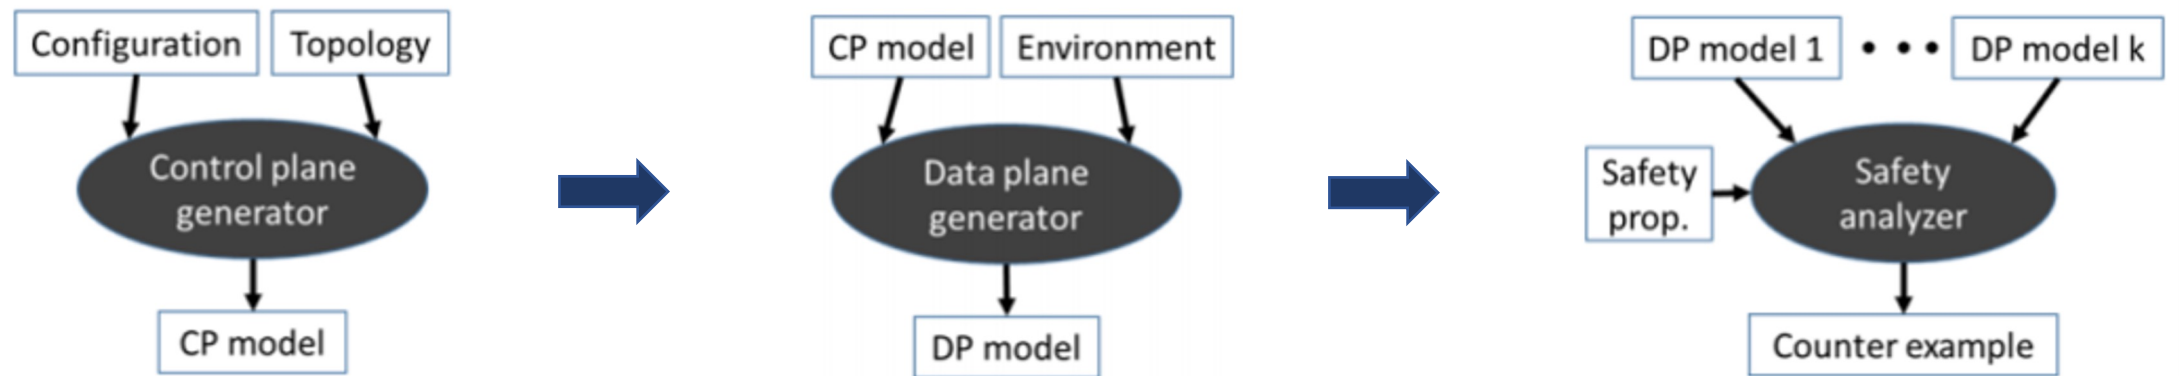 Configuration
Topology
Control plane
generator
CP model
CP model
Environment
Data plane
generator
DP model
DP model 1
• • •
DP model k
Safety
prop.
Safety
analyzer
Counter example